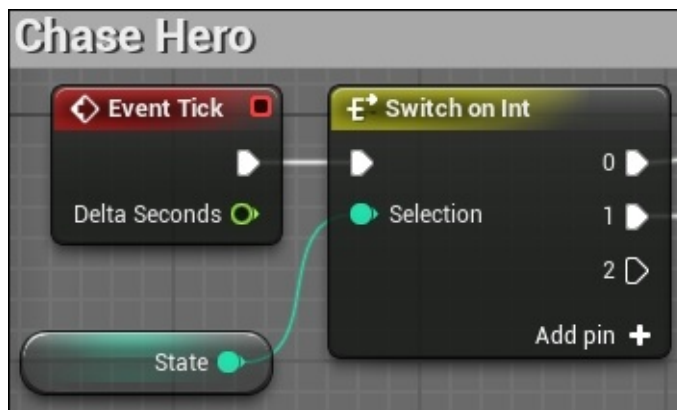 Chase Hero
Event Tick
Delta Seconds
Switch on Int
0
Selection
1
2
Add pin
State